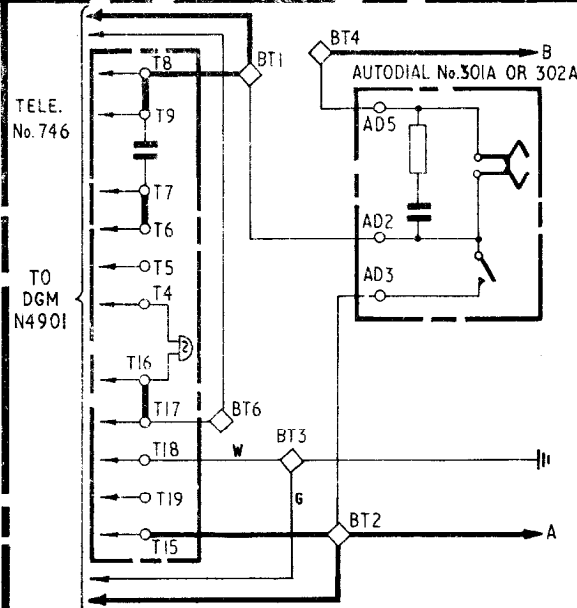 BT4
B
BT1
AUTODIAL No.301A OR 302A
T8
TELE.
No.746
T9
AD5
T7
T6
AD2
T5
AD3
TO
DGM
N4901
T4
T16
T17
BT6
T18
W
BT3
G
T19
BT2
A
T15